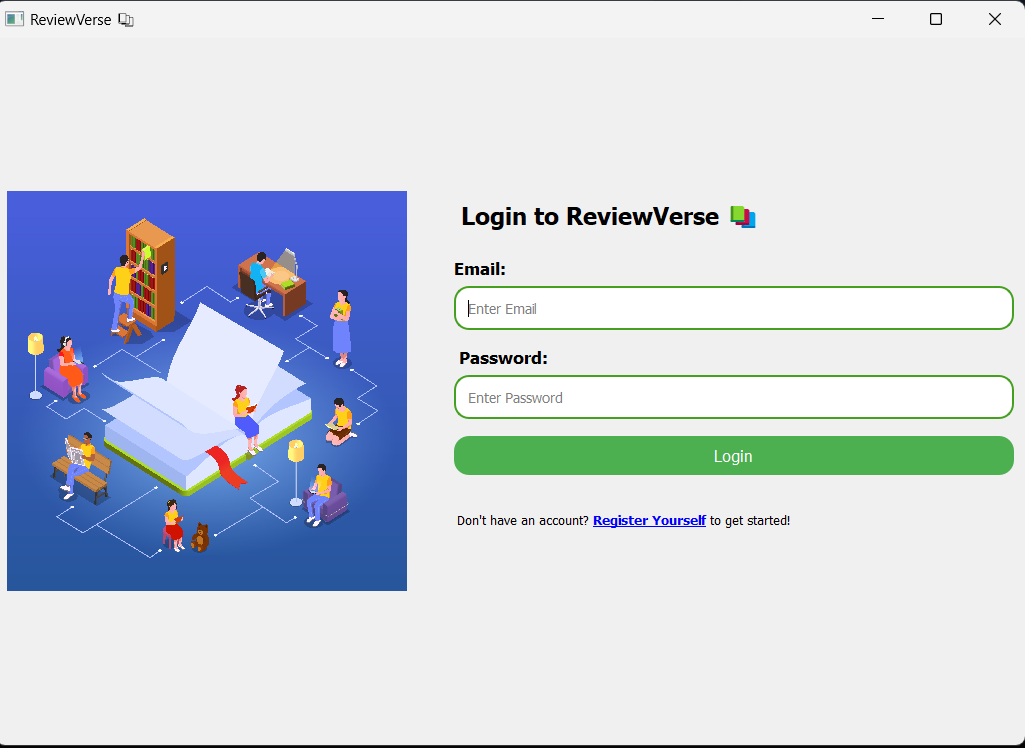 ReviewVerse 📚
Login to ReviewVerse 📚
Email:
Enter Email
Password:
Enter Password
Login
Don't have an account? Register Yourself to get started!